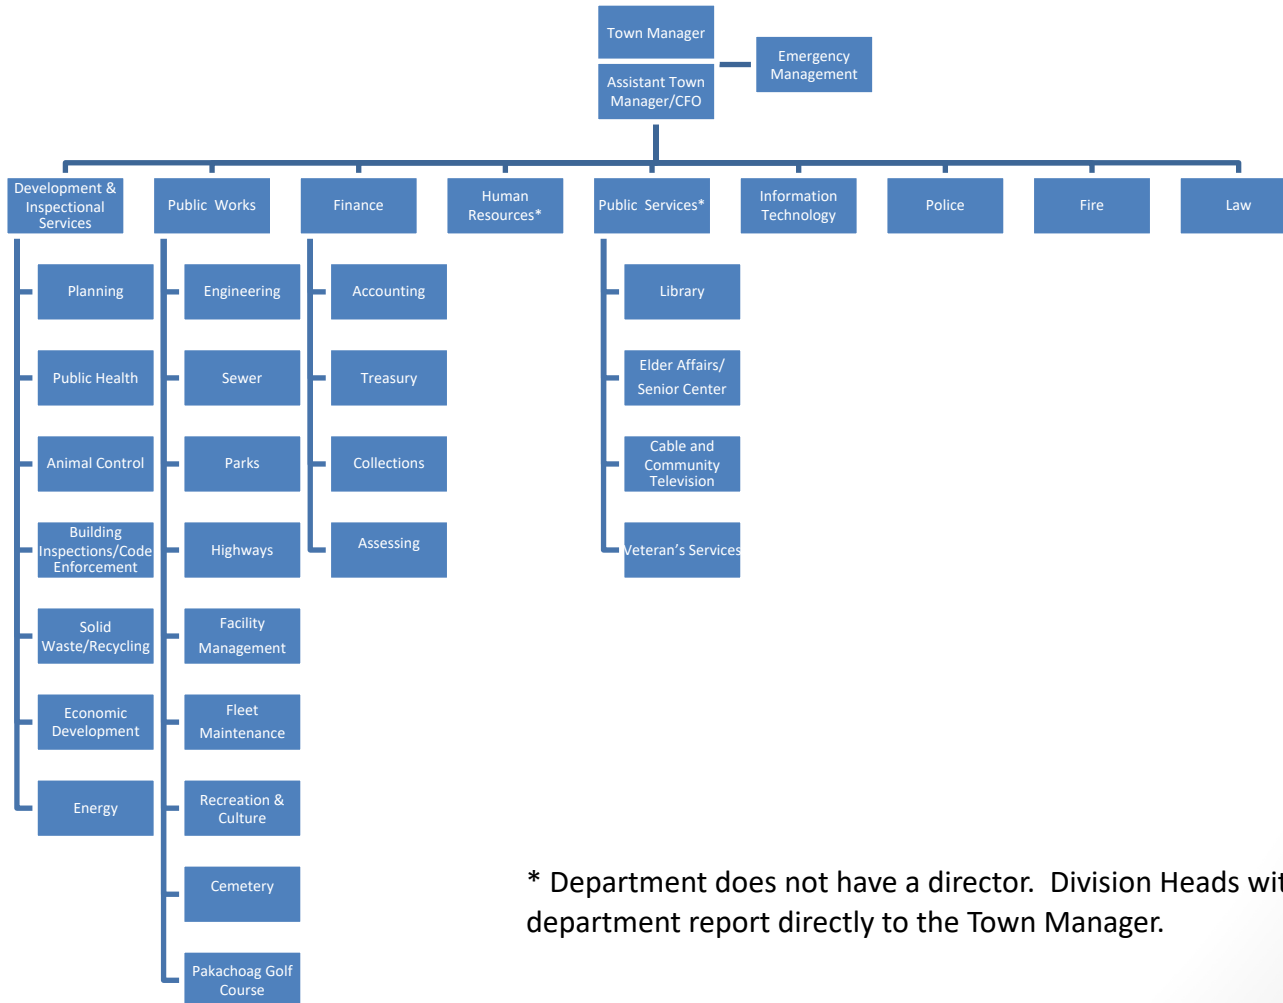 Town Manager
Assistant Town
Manager/CFO
Emergency
Management
Development &
Inspectional
Services
Public Works
Finance
Human
Resources*
Public Services*
Information
Technology
Police
Fire
Law
Planning
Public Health
Animal Control
Building
Inspections/Code
Enforcement
Solid
Waste/Recycling
Economic
Development
Energy
Engineering
Sewer
Parks
Highways
Facility
Management
Fleet
Maintenance
Recreation &
Culture
Cemetery
Pakachoag Golf
Course
Accounting
Treasury
Collections
Assessing
Library
Elder Affairs/
Senior Center
Cable and
Community
Television
Veteran's Services
* Department does not have a director. Division Heads wit
department report directly to the Town Manager.